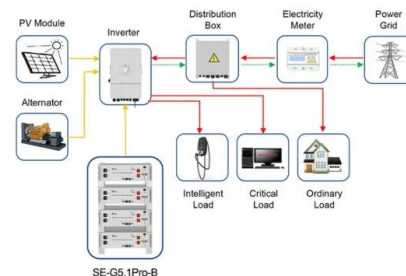 PV Module
Inverter
Distribution
Box
Electricity
Meter
Power
Grid
Alternator
Intelligent
Load
Critical
Load
Ordinary
Load
SE-G5.1Pro-B